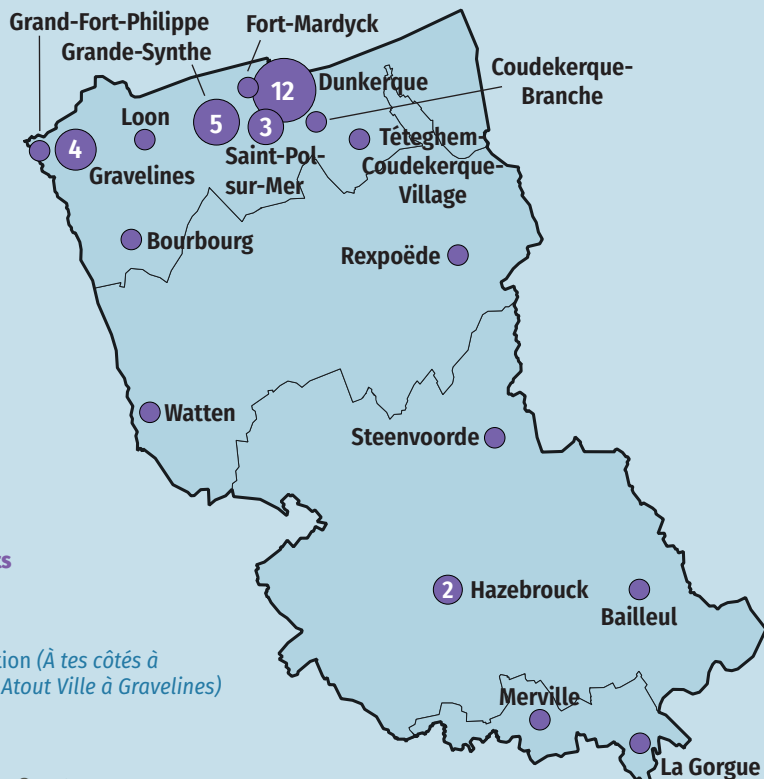 Grand-Fort-Philippe
Fort-Mardyck
Grande-Synthe
Dunkerque
Coudekerque-
Branche
12
Loon
5
3
4
Gravelines
Saint-Pol-
sur-Mer
Téteghem-
Coudekerque-
Village
Bourbourg
Rexpoëde
Watten
Steenvoorde
2
Hazebrouck
Bailleul
tion (À tes côtés à
Atout Ville à Gravelines)
Merville
La Gorgue